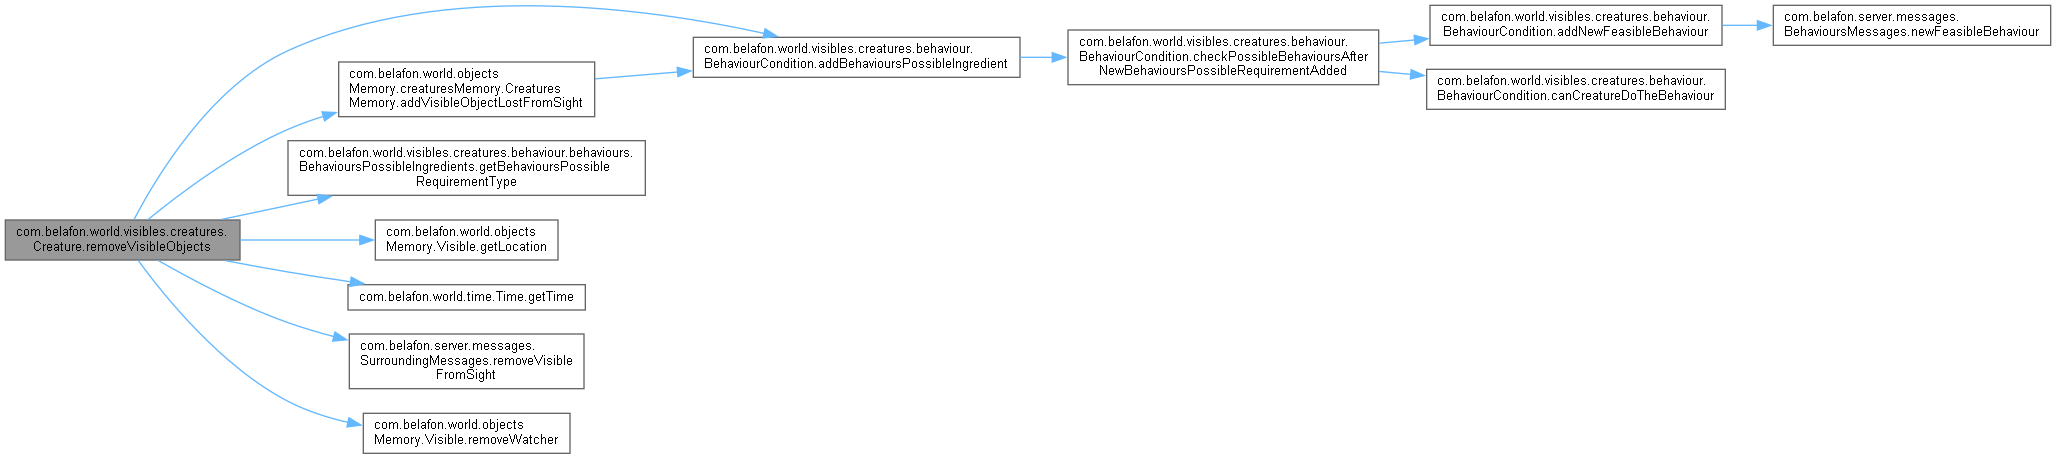 com.belafon.world.visibles.creatures.
Creature.removeVisibleObjects
com.belafon.world.visibles.creatures.behaviour.
BehaviourCondition.addBehavioursPossibleIngredient
com.belafon.world.visibles.creatures.behaviour.
BehaviourCondition.checkPossibleBehavioursAfter
NewBehavioursPossibleRequirementAdded
com.belafon.world.visibles.creatures.behaviour.
BehaviourCondition.addNewFeasibleBehaviour
com.belafon.server.messages.
BehavioursMessages.newFeasibleBehaviour
com.belafon.world.visibles.creatures.behaviour.
BehaviourCondition.canCreatureDoTheBehaviour
com.belafon.world.objects
Memory.creaturesMemory.Creatures
Memory.addVisibleObjectLostFromSight
com.belafon.world.visibles.creatures.behaviour.behaviours.
BehavioursPossibleIngredients.getBehavioursPossible
RequirementType
com.belafon.world.objects
Memory.Visible.getLocation
com.belafon.world.time.Time.getTime
com.belafon.server.messages.
SurroundingMessages.removeVisible
FromSight
com.belafon.world.objects
Memory.Visible.removeWatcher